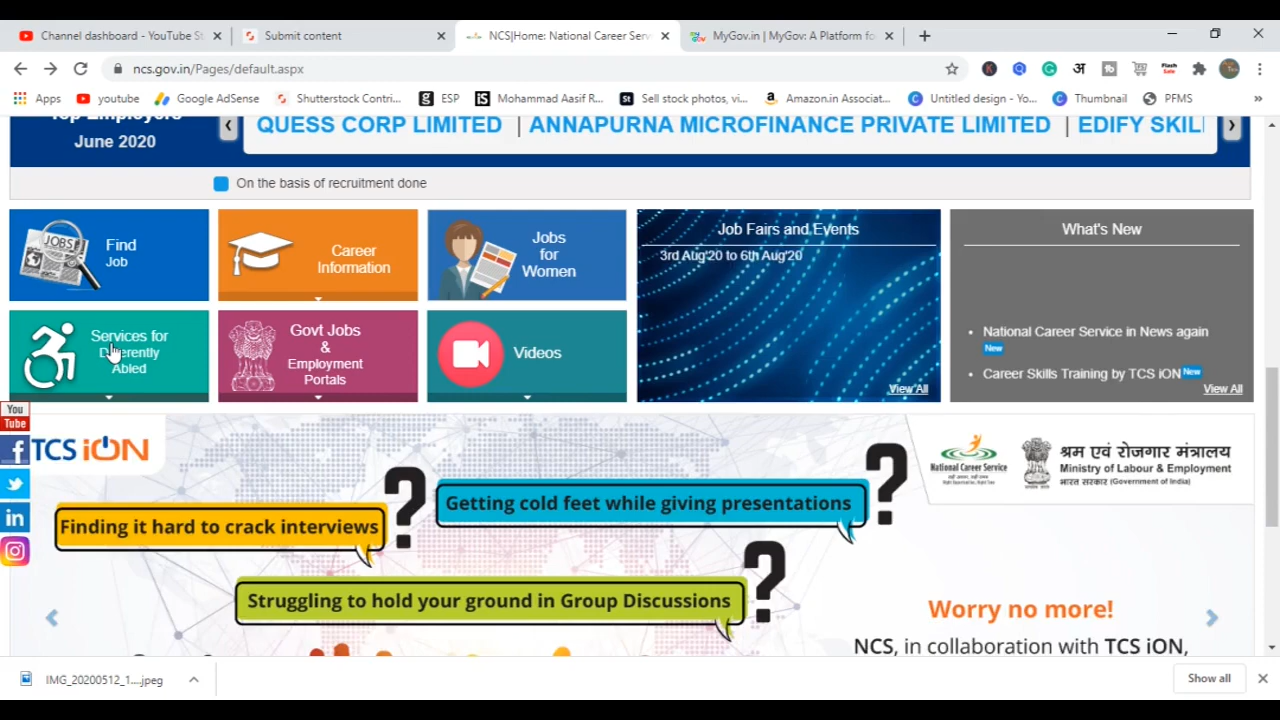 Channel dashboard - YouTube St
Submit content
NCS|Home: National Career Serv
MyGov.in | MyGov: A Platform fo
ncs.gov.in/Pages/default.aspx
Apps
youtube
Google AdSense
Shutterstock Contri...
ESP
Mohammad Aasif R...
Sell stock photos, vi...
Amazon.in Associat...
Untitled design - Yo...
Thumbnail
PFMS
Top Employers
June 2020
QUESS CORP LIMITED | ANNAPURNA MICROFINANCE PRIVATE LIMITED | EDIFY SKIL
On the basis of recruitment done
JOBS
Find
Job
Career
Information
Jobs
for
Women
Services for
Differently
Abled
Govt Jobs
&
Employment
Portals
Videos
Job Fairs and Events
3rd Aug'20 to 6th Aug'20
View All
What's New
National Career Service in News again
New
Career Skills Training by TCS iON New
View All
You
Tube
TCS iON
National Career Service
श्रम एवं रोजगार मंत्रालय
Ministry of Labour & Employment
भारत सरकार (Government of India)
Finding it hard to crack interviews ?
Getting cold feet while giving presentations ?
Struggling to hold your ground in Group Discussions ?
Worry no more!
NCS, in collaboration with TCS iON,
IMG_20200512_1....jpeg
Show all